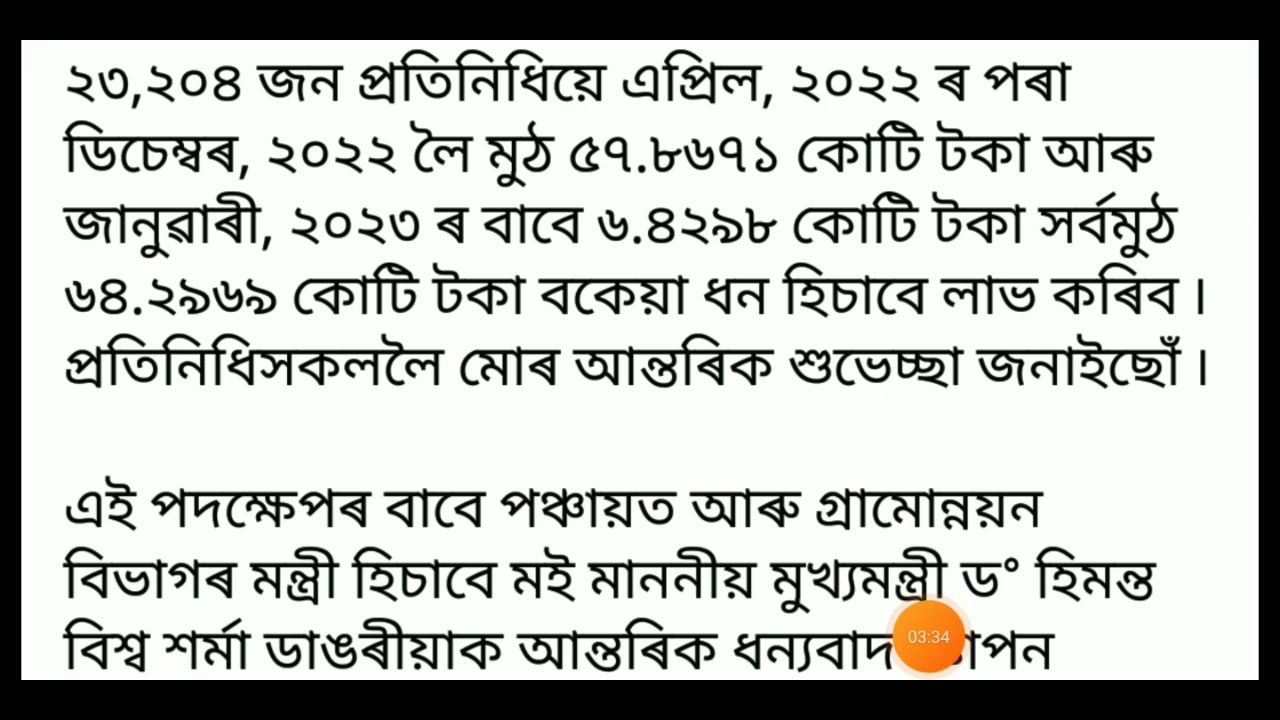 ২৩,২০৪ জন প্ৰতিনিধিয়ে এপ্ৰিল, ২০২২ ৰ পৰা
ডিচেম্বৰ, ২০২২ লৈ মুঠ ৫৭.৮৬৭১ কোটি টকা আৰু
জানুৱাৰী, ২০২৩ ৰ বাবে ৬.৪২৯৮ কোটি টকা সৰ্বমুঠ
৬৪.২৯৬৯ কোটি টকা বকেয়া ধন হিচাবে লাভ কৰিব ।
প্ৰতিনিধিসকললৈ মোৰ আন্তৰিক শুভেচ্ছা জনাইছোঁ ।
এই পদক্ষেপৰ বাবে পঞ্চায়ত আৰু গ্ৰামোন্নয়ন
বিভাগৰ মন্ত্ৰী হিচাবে মই মাননীয় মুখ্যমন্ত্ৰী ড° হিমন্ত
বিশ্ব শৰ্মা ডাঙৰীয়াক আন্তৰিক ধন্যবাদ
03:34